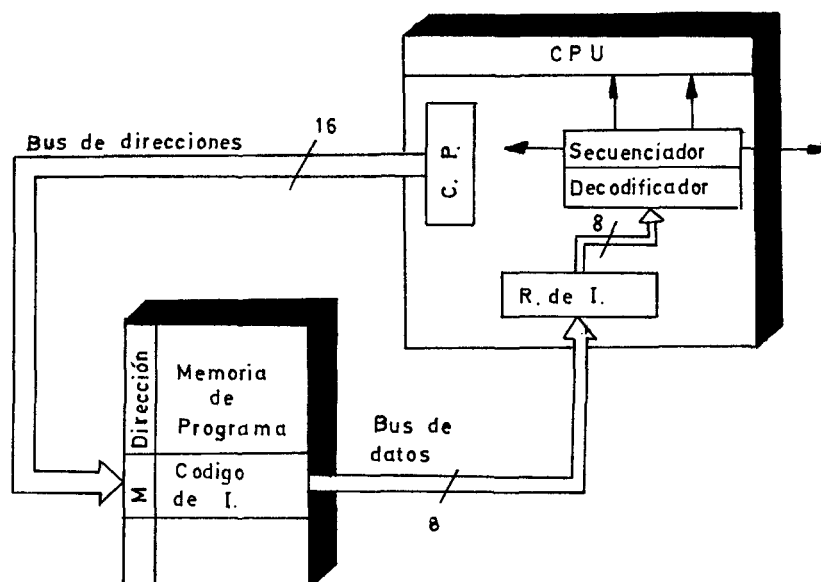 CPU
Bus de direcciones
16
C. P.
Secuenciador
Decodificador
8
R. de I.
Dirección
Memoria
de
Programa
Bus de
datos
M
Codigo
de I.
8